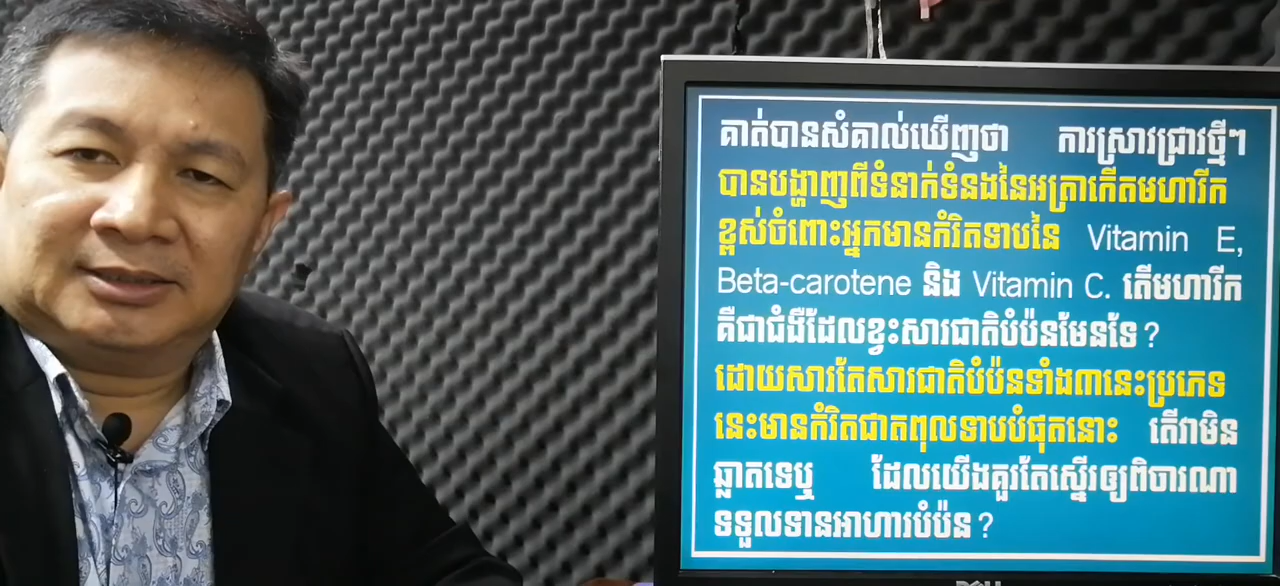 គាត់បានសំគាល់ឃើញថា ការស្រាវជ្រាវថ្មីៗ
បានបង្ហាញពីទំនាក់ទំនងនៃអត្រាកើតមហារីក
ខ្ពស់ចំពោះអ្នកមានកំរិតទាបនៃ Vitamin E,
Beta-carotene និង Vitamin C. តើមហារីក
គឺជាជំងឺដែលខ្វះសារជាតិបំប៉នមែនទែ?
ដោយសារតែសារជាតិបំប៉នទាំង៣នេះប្រភេទ
នេះមានកំរិតជាតពុលទាបបំផុតនោះ តើវាមិន
ឆ្លាតទេឬ ដែលយើងគួរតែស្នើរឲ្យពិចារណា
ទទួលទានអាហារបំប៉ន?